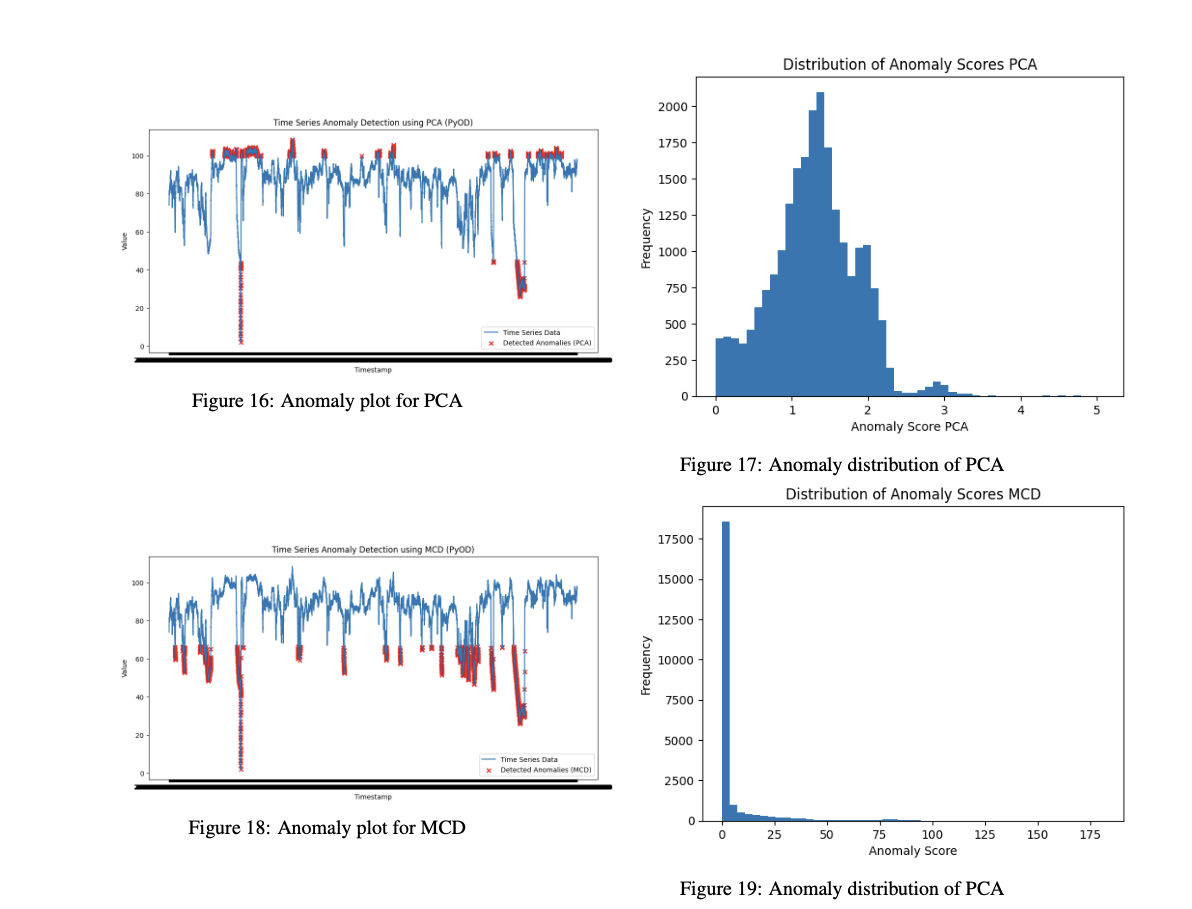 Time Series Anomaly Detection using PCA (PyOD)
100
80
60
40
20
0
Value
Time Series Data
Detected Anomalies (PCA)
Timestamp
Figure 16: Anomaly plot for PCA
Distribution of Anomaly Scores PCA
2000
1750
1500
1250
1000
750
500
250
0
Frequency
0 1 2 3 4 5
Anomaly Score PCA
Figure 17: Anomaly distribution of PCA
Time Series Anomaly Detection using MCD (PyOD)
100
80
60
40
20
0
Value
Time Series Data
Detected Anomalies (MCD)
Timestamp
Figure 18: Anomaly plot for MCD
Distribution of Anomaly Scores MCD
17500
15000
12500
10000
7500
5000
2500
0
Frequency
0 25 50 75 100 125 150 175
Anomaly Score
Figure 19: Anomaly distribution of PCA